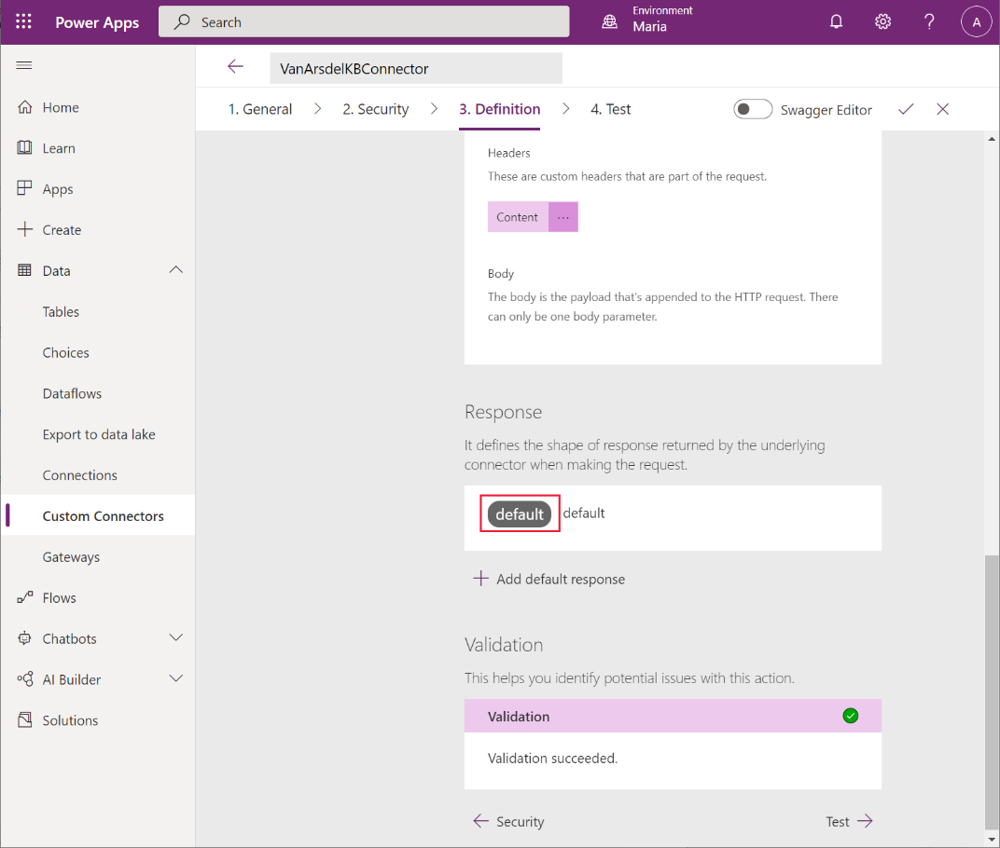 Power Apps
Search
Environment
Maria
?
A
VanArsdelKBConnector
1. General
2. Security
3. Definition
4. Test
Swagger Editor
Home
Learn
Apps
Create
Data
Tables
Choices
Dataflows
Export to data lake
Connections
Custom Connectors
Gateways
Flows
Chatbots
AI Builder
Solutions
Headers
These are custom headers that are part of the request.
Content ...
Body
The body is the payload that's appended to the HTTP request. There
can only be one body parameter.
Response
It defines the shape of response returned by the underlying
connector when making the request.
default default
Add default response
Validation
This helps you identify potential issues with this action.
Validation
Validation succeeded.
Security
Test